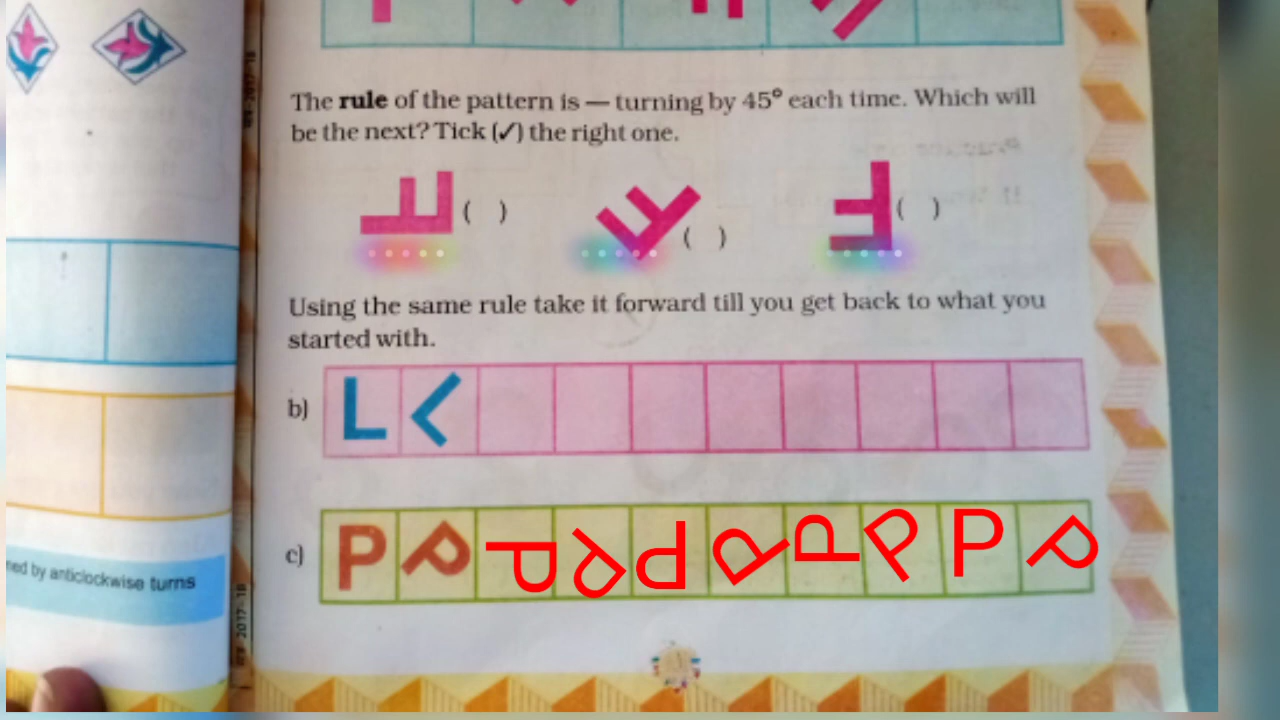 The rule of the pattern is — turning by 45° each time. Which will
be the next? Tick (✓) the right one.
( ) ( ) ( )
Using the same rule take it forward till you get back to what you
started with.
b) L L
c) P P P P P P P P P P
ned by anticlockwise turns
2017-18